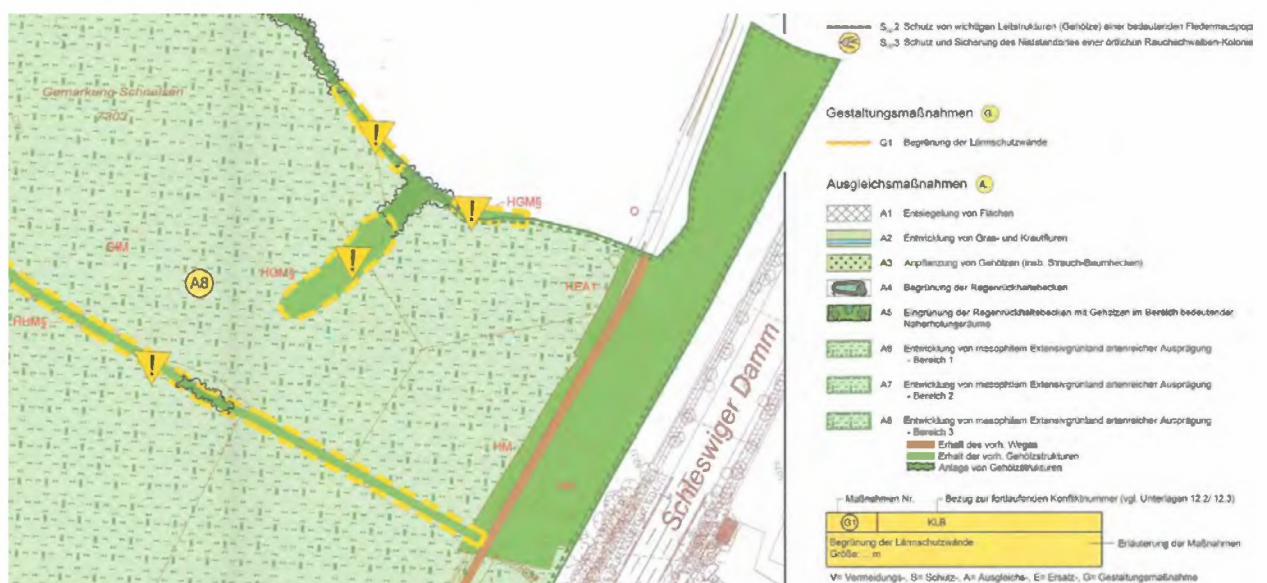 S 2 Schutz von wichtigen Leitstrukturen (Gehölze) einer bedeutenden Fledermauspop
S 3 Schutz und Sicherung des Niststandortes einer örtlichen Rauchschwalben-Kolonie
Gestaltungsmaßnahmen G
G1 Begrünung der Lärmschutzwände
Ausgleichsmaßnahmen A
A1 Entsiegelung von Flächen
A2 Entwicklung von Gras- und Krautfluren
A3 Anpflanzung von Gehölzen (insb. Strauch-Baumhecken)
A4 Begrünung der Regenrückhaltebecken
A5 Eingrünung der Regenrückhaltebecken mit Gehölzen im Bereich bedeutender
Naherholungsräume
A6 Entwicklung von mesophilem Extensivgrünland artenreicher Ausprägung
- Bereich 1
A7 Entwicklung von mesophilem Extensivgrünland artenreicher Ausprägung
- Bereich 2
A8 Entwicklung von mesophilem Extensivgrünland artenreicher Ausprägung
- Bereich 3
Erhalt des vorh. Weges
Erhalt der vorh. Gehölzstrukturen
Anlage von Gehölzstrukturen
Maßnahmen Nr.
Bezug zur fortlaufenden Konfliktnummer (vgl. Unterlagen 12.2/ 12.3)
G1 KLB
Begrünung der Lärmschutzwände
Größe: ... m
Erläuterung der Maßnahmen
V= Vermeidungs-, S= Schutz-, A= Ausgleichs-, E= Ersatz-, G= Gestaltungsmaßnahme
Gemarkung Schnelsen
7303
!
HGM§
!
GIM
HGM§
!
A8
HEA1
HUM§
!
HM
Schleswiger Damm